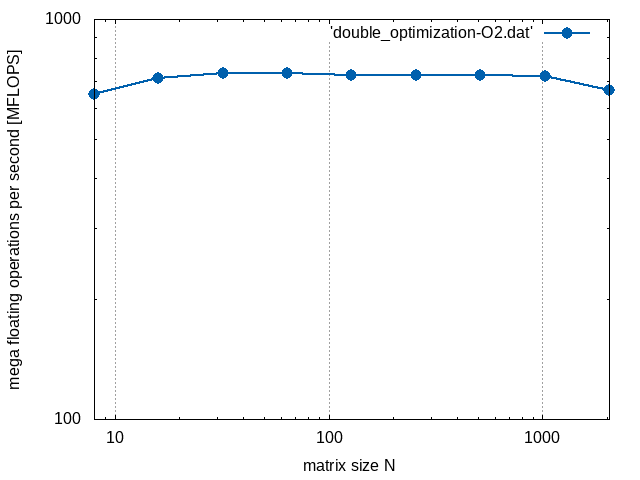 1000
'double_optimization-O2.dat'
mega floating operations per second [MFLOPS]
100
10 100 1000
matrix size N